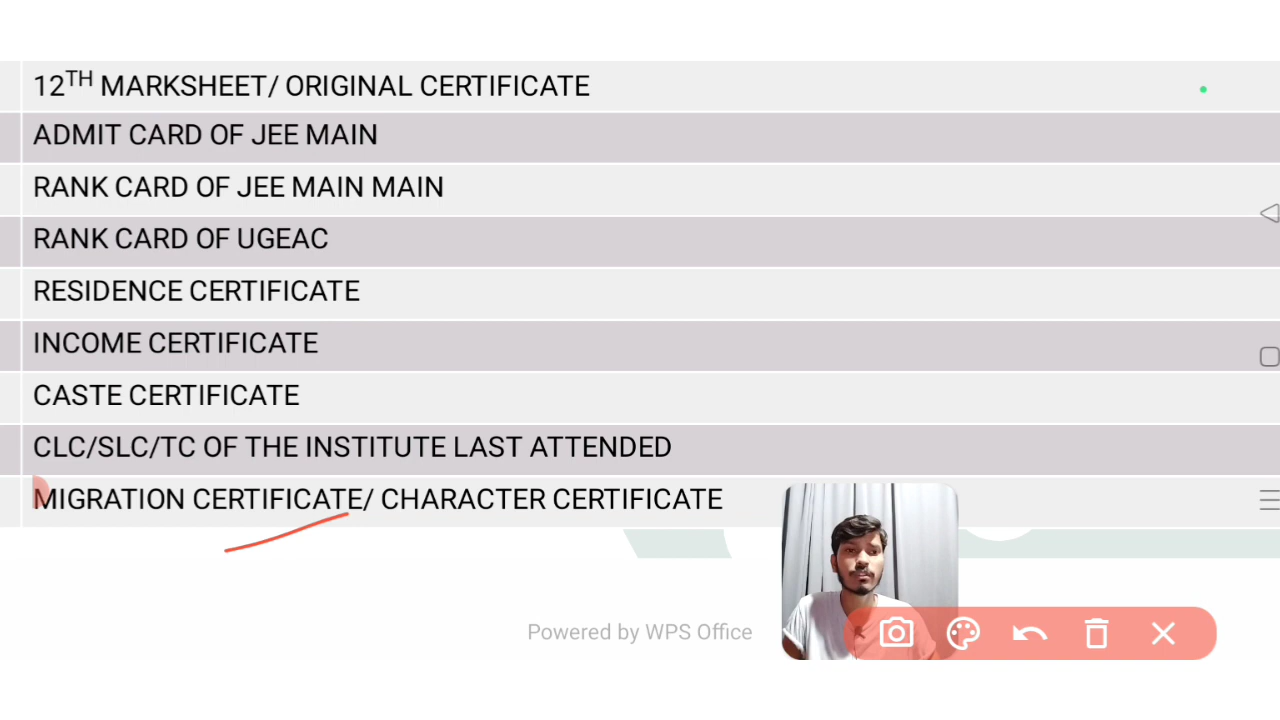 12TH MARKSHEET/ ORIGINAL CERTIFICATE
ADMIT CARD OF JEE MAIN
RANK CARD OF JEE MAIN MAIN
RANK CARD OF UGEAC
RESIDENCE CERTIFICATE
INCOME CERTIFICATE
CASTE CERTIFICATE
CLC/SLC/TC OF THE INSTITUTE LAST ATTENDED
MIGRATION CERTIFICATE/ CHARACTER CERTIFICATE
Powered by WPS Office